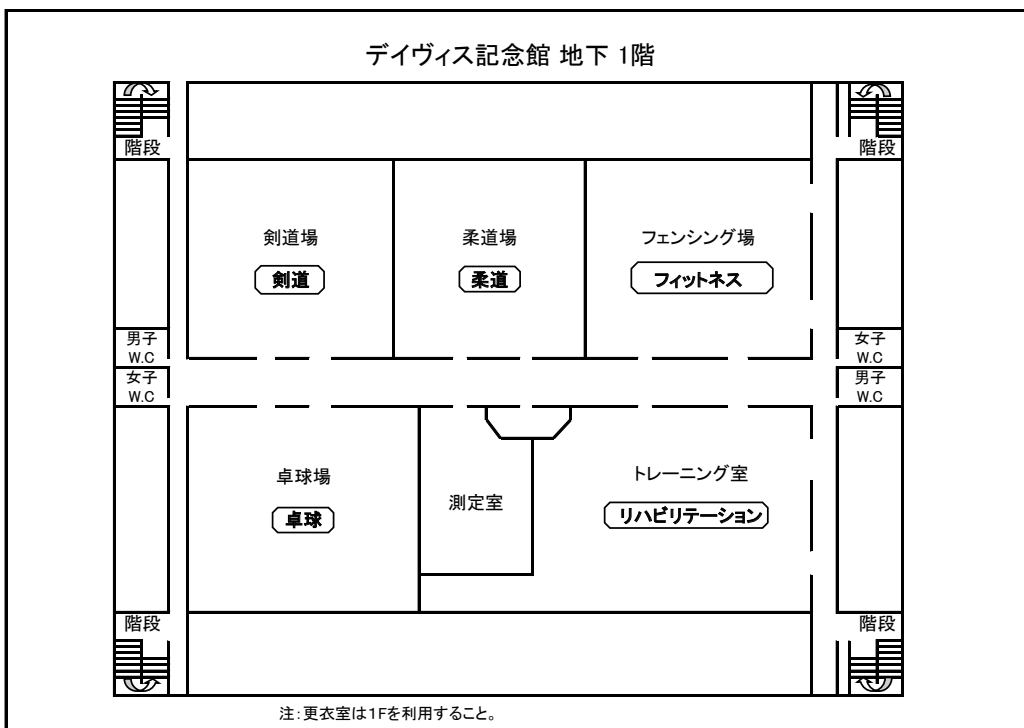 デイヴィス記念館 地下 1階
階段
階段
剣道場
柔道場
フェンシング場
剣道
柔道
フィットネス
男子
W.C
女子
W.C
女子
W.C
男子
W.C
卓球場
測定室
トレーニング室
卓球
リハビリテーション
階段
階段
注:更衣室は1Fを利用すること。